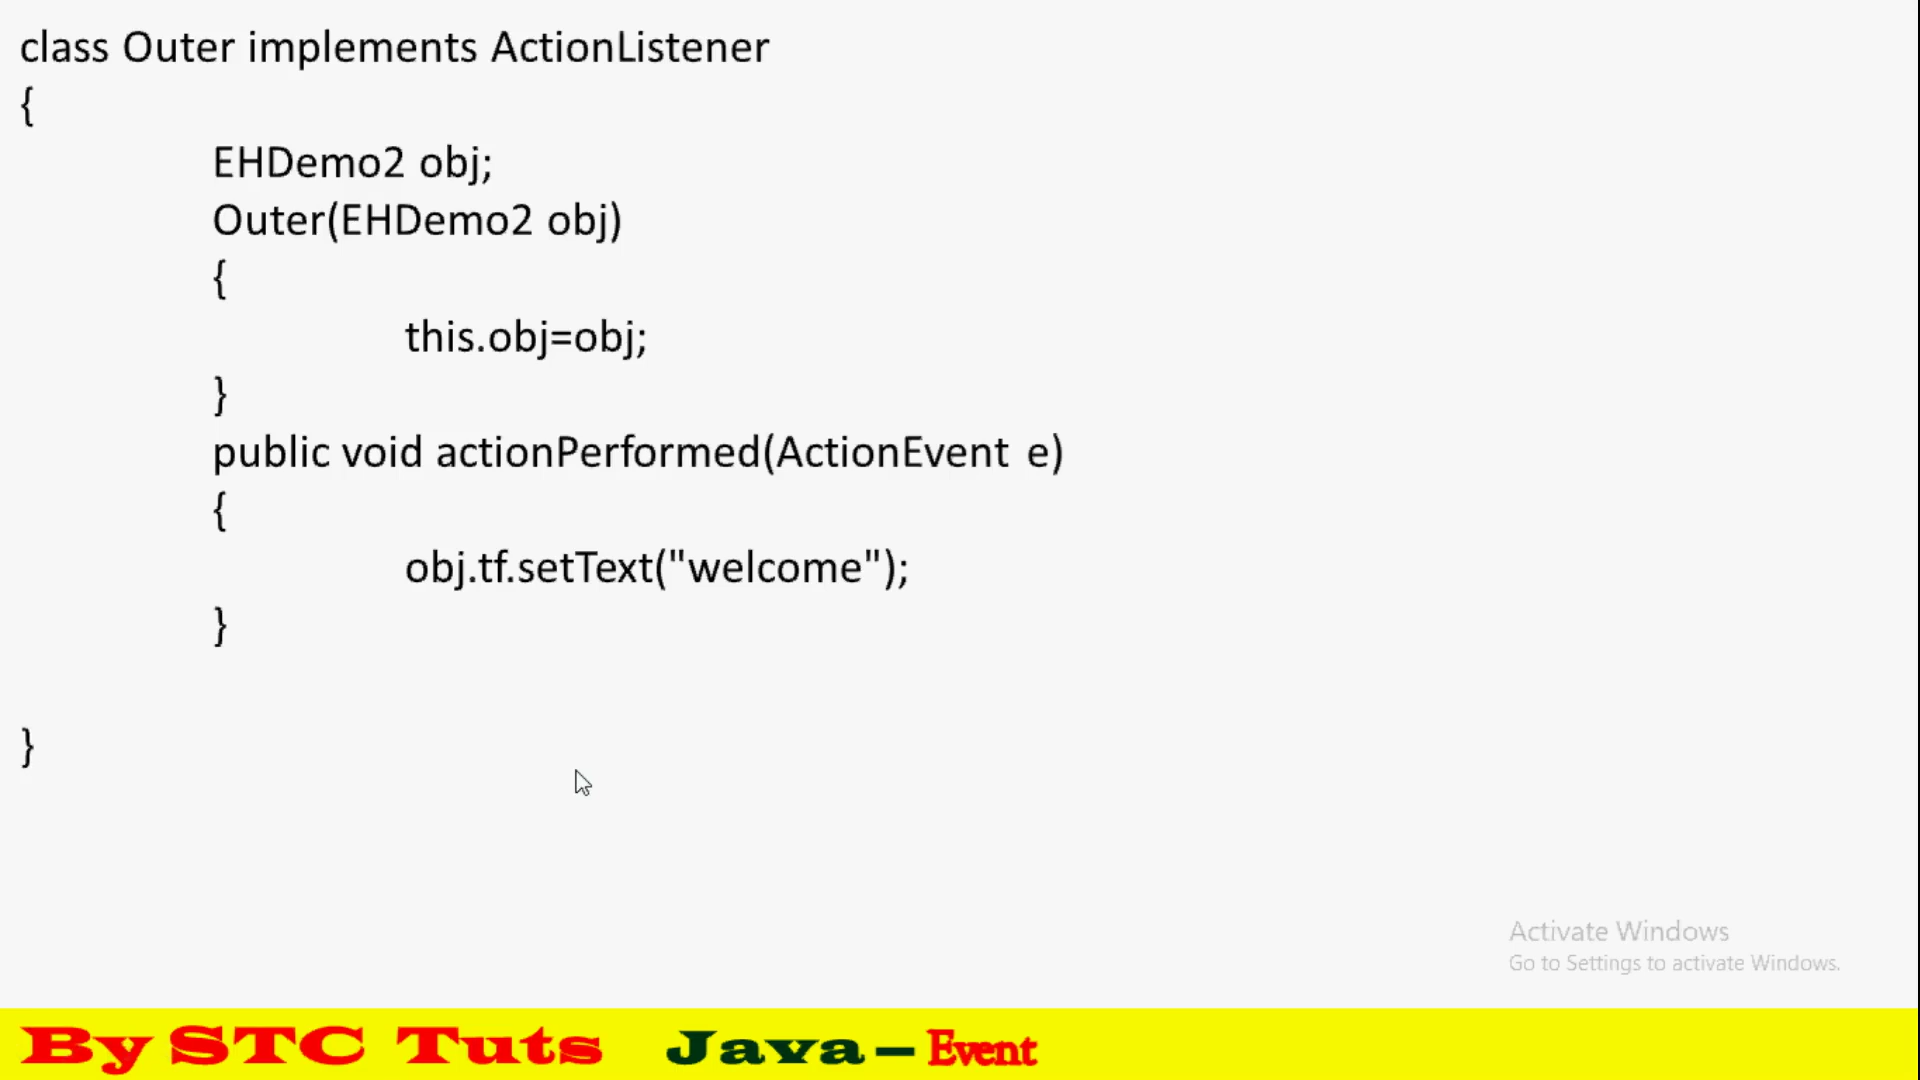 class Outer implements ActionListener
{
EHDemo2 obj;
Outer(EHDemo2 obj)
{
this.obj=obj;
}
public void actionPerformed(ActionEvent e)
{
obj.tf.setText("welcome");
}
}
Activate Windows
Go to Settings to activate Windows.
By STC Tuts Java – Event